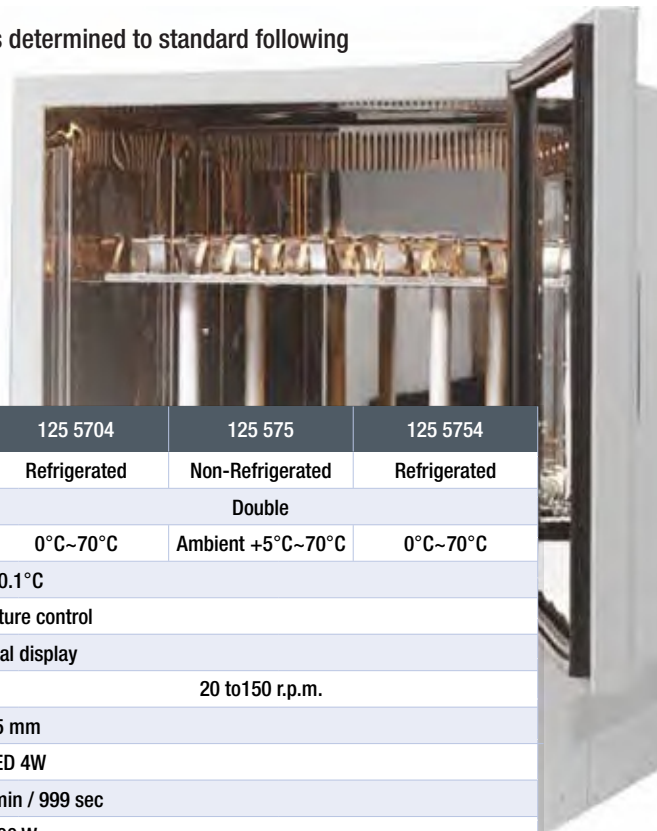 s determined to standard following
125 5704 125 575 125 5754
Refrigerated Non-Refrigerated Refrigerated
Double
0°C~70°C Ambient +5°C~70°C 0°C~70°C
0.1°C
ture control
al display
20 to150 r.p.m.
5 mm
ED 4W
min / 999 sec